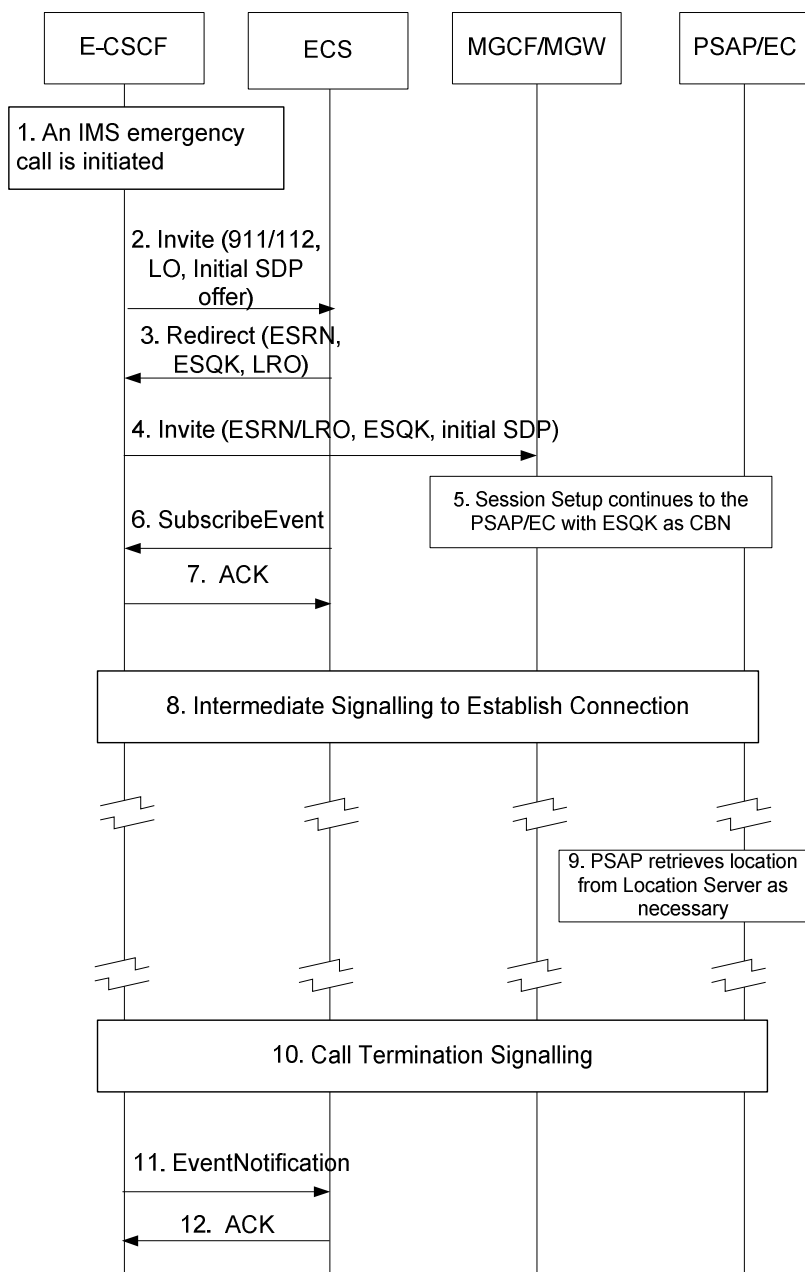 E-CSCF
ECS
MGCF/MGW
PSAP/EC
1. An IMS emergency
call is initiated
2. Invite (911/112,
LO, Initial SDP
offer)
3. Redirect (ESRN,
ESQK, LRO)
4. Invite (ESRN/LRO, ESQK, initial SDP)
5. Session Setup continues to the
PSAP/EC with ESQK as CBN
6. SubscribeEvent
7. ACK
8. Intermediate Signalling to Establish Connection
9. PSAP retrieves location
from Location Server as
necessary
10. Call Termination Signalling
11. EventNotification
12. ACK